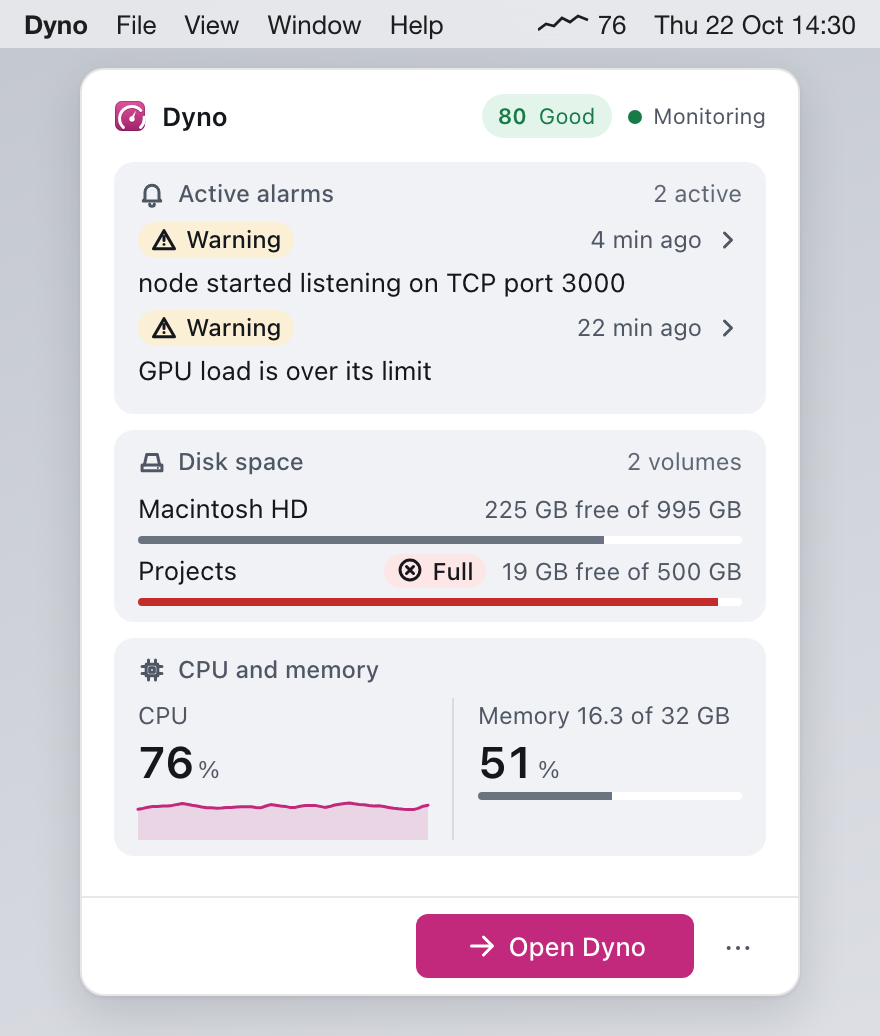 Dyno File View Window Help 76 Thu 22 Oct 14:30
Dyno 80 Good Monitoring
Active alarms 2 active
Warning 4 min ago
node started listening on TCP port 3000
Warning 22 min ago
GPU load is over its limit
Disk space 2 volumes
Macintosh HD 225 GB free of 995 GB
Projects Full 19 GB free of 500 GB
CPU and memory
CPU Memory 16.3 of 32 GB
76 % 51 %
Open Dyno ...